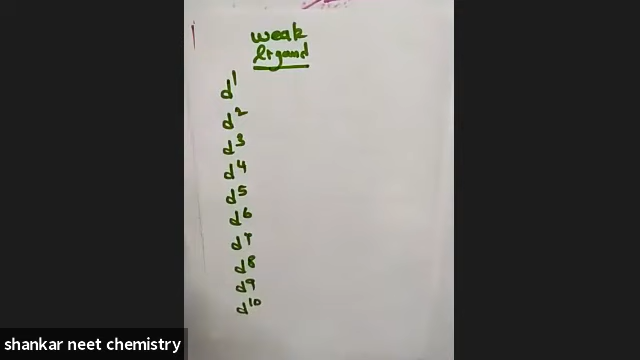 weak
ligand
d1
d2
d3
d4
d5
d6
d7
d8
d9
d10
shankar neet chemistry